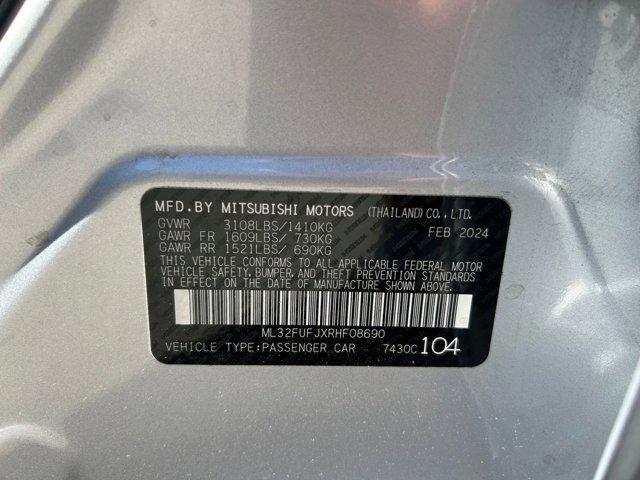 MFD.BY MITSUBISHI MOTORS (THAILAND) CO., LTD.
GVWR 3108LBS/1410KG FEB 2024
GAWR FR 1609LBS/ 730KG
GAWR RR 1521LBS/ 690KG
THIS VEHICLE CONFORMS TO ALL APPLICABLE FEDERAL MOTOR
VEHICLE SAFETY, BUMPER, AND THEFT PREVENTION STANDARDS
IN EFFECT ON THE DATE OF MANUFACTURE SHOWN ABOVE.
ML32FUFJXRHF08690
VEHICLE TYPE:PASSENGER CAR 7430C 104